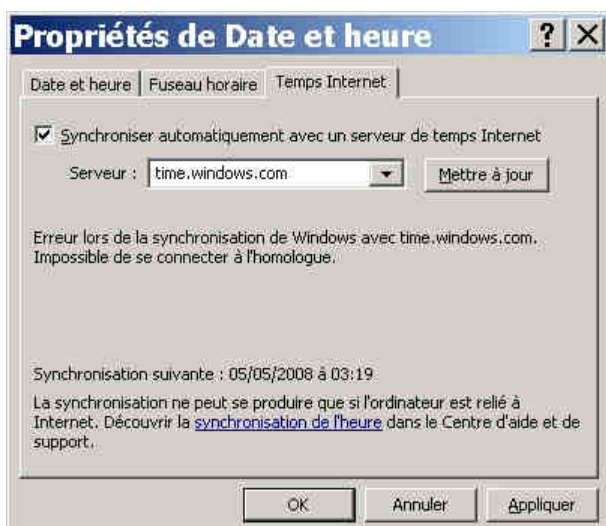 Propriétés de Date et heure
Date et heure
Fuseau horaire
Temps Internet
Synchroniser automatiquement avec un serveur de temps Internet
Serveur : time.windows.com
Mettre à jour
Erreur lors de la synchronisation de Windows avec time.windows.com.
Impossible de se connecter à l'homologue.
Synchronisation suivante : 05/05/2008 à 03:19
La synchronisation ne peut se produire que si l'ordinateur est relié à
Internet. Découvrir la synchronisation de l'heure dans le Centre d'aide et de
support.
OK
Annuler
Appliquer